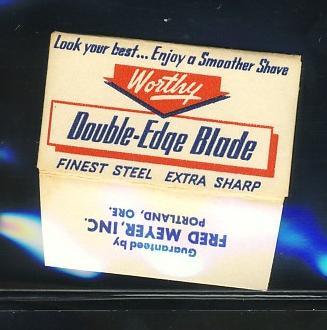 Look your best... Enjoy a Smoother Shave
Worthy
Double-Edge Blade
FINEST STEEL EXTRA SHARP
Guaranteed by
FRED MEYER, INC.
PORTLAND, ORE.